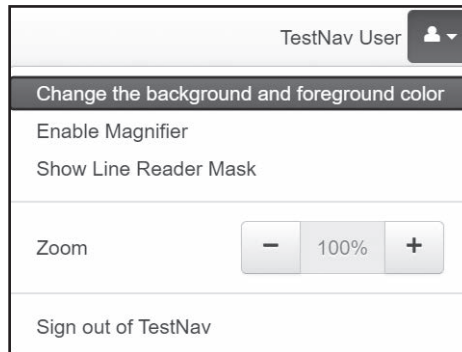 TestNav User
Change the background and foreground color
Enable Magnifier
Show Line Reader Mask
Zoom − 100% +
Sign out of TestNav